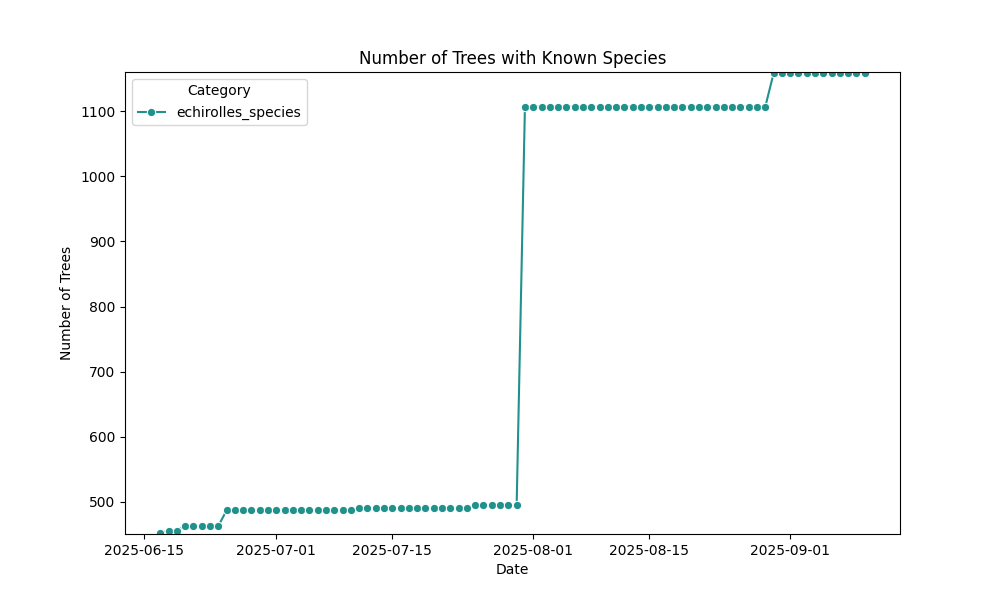 Number of Trees with Known Species
Category
echirolles_species
Number of Trees
1100
1000
900
800
700
600
500
2025-06-15 2025-07-01 2025-07-15 2025-08-01 2025-08-15 2025-09-01
Date